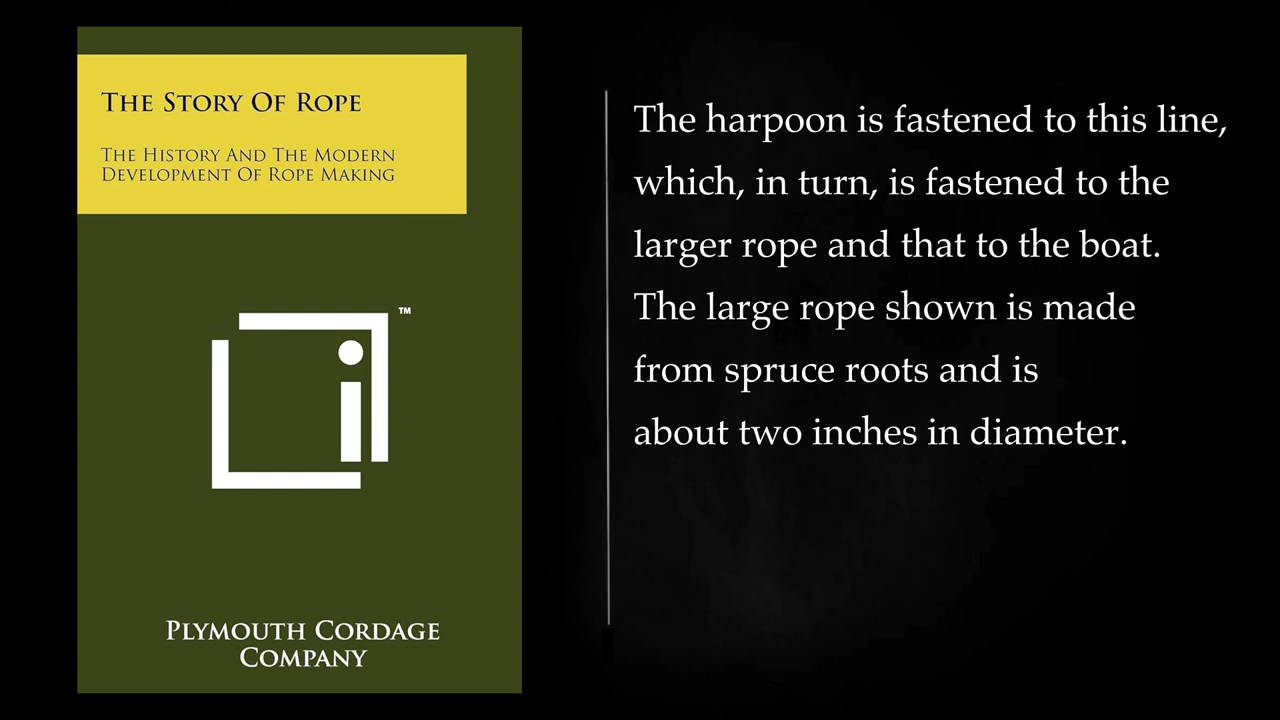 THE STORY OF ROPE
THE HISTORY AND THE MODERN
DEVELOPMENT OF ROPE MAKING
TM
PLYMOUTH CORDAGE
COMPANY
The harpoon is fastened to this line,
which, in turn, is fastened to the
larger rope and that to the boat.
The large rope shown is made
from spruce roots and is
about two inches in diameter.